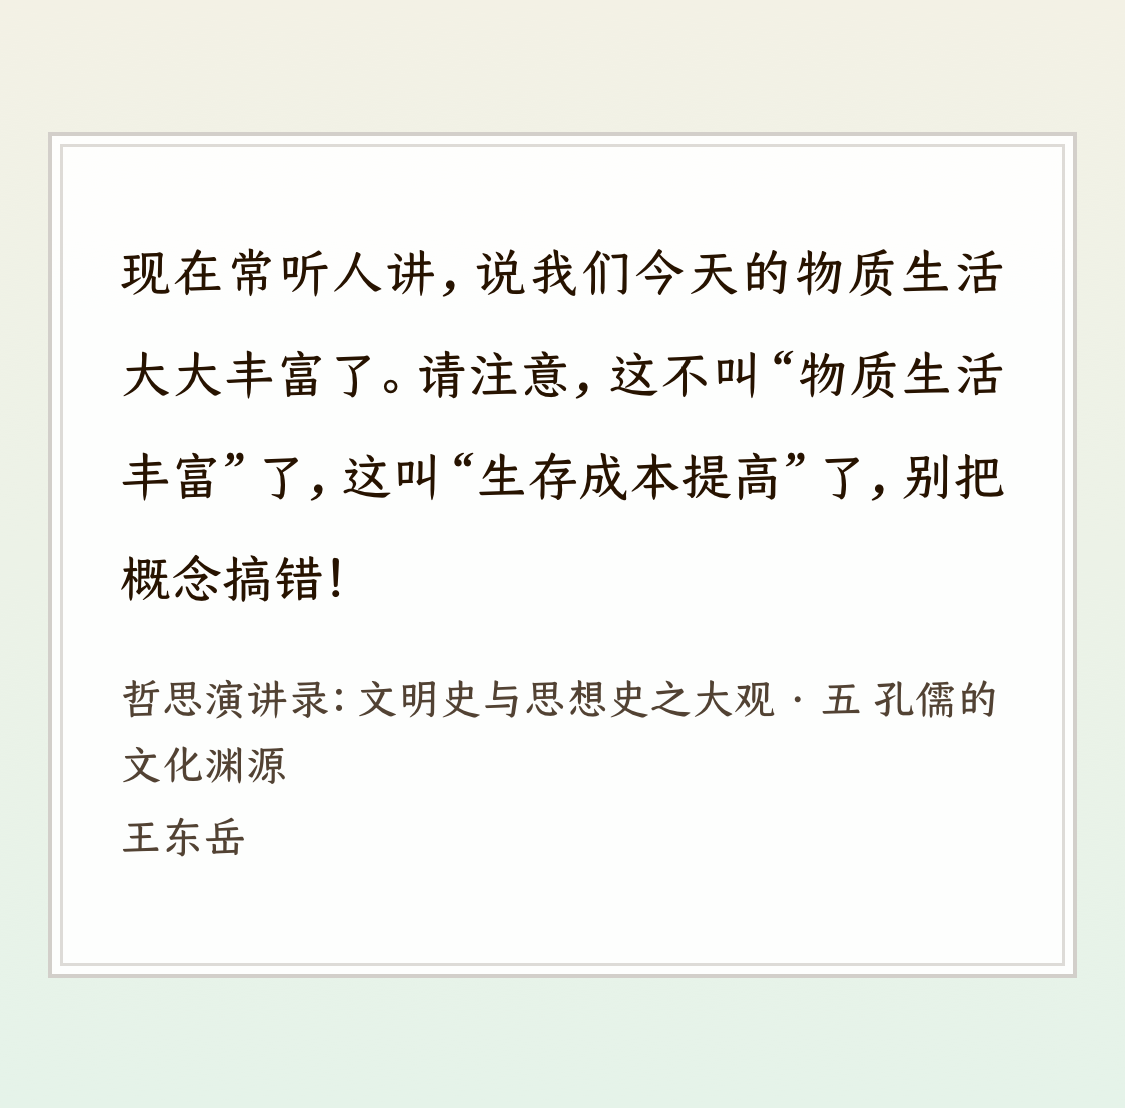 现在常听人讲,说我们今天的物质生活
大大丰富了。请注意,这不叫“物质生活
丰富”了,这叫“生存成本提高”了,别把
概念搞错!
哲思演讲录:文明史与思想史之大观·五 孔儒的
文化渊源
王东岳